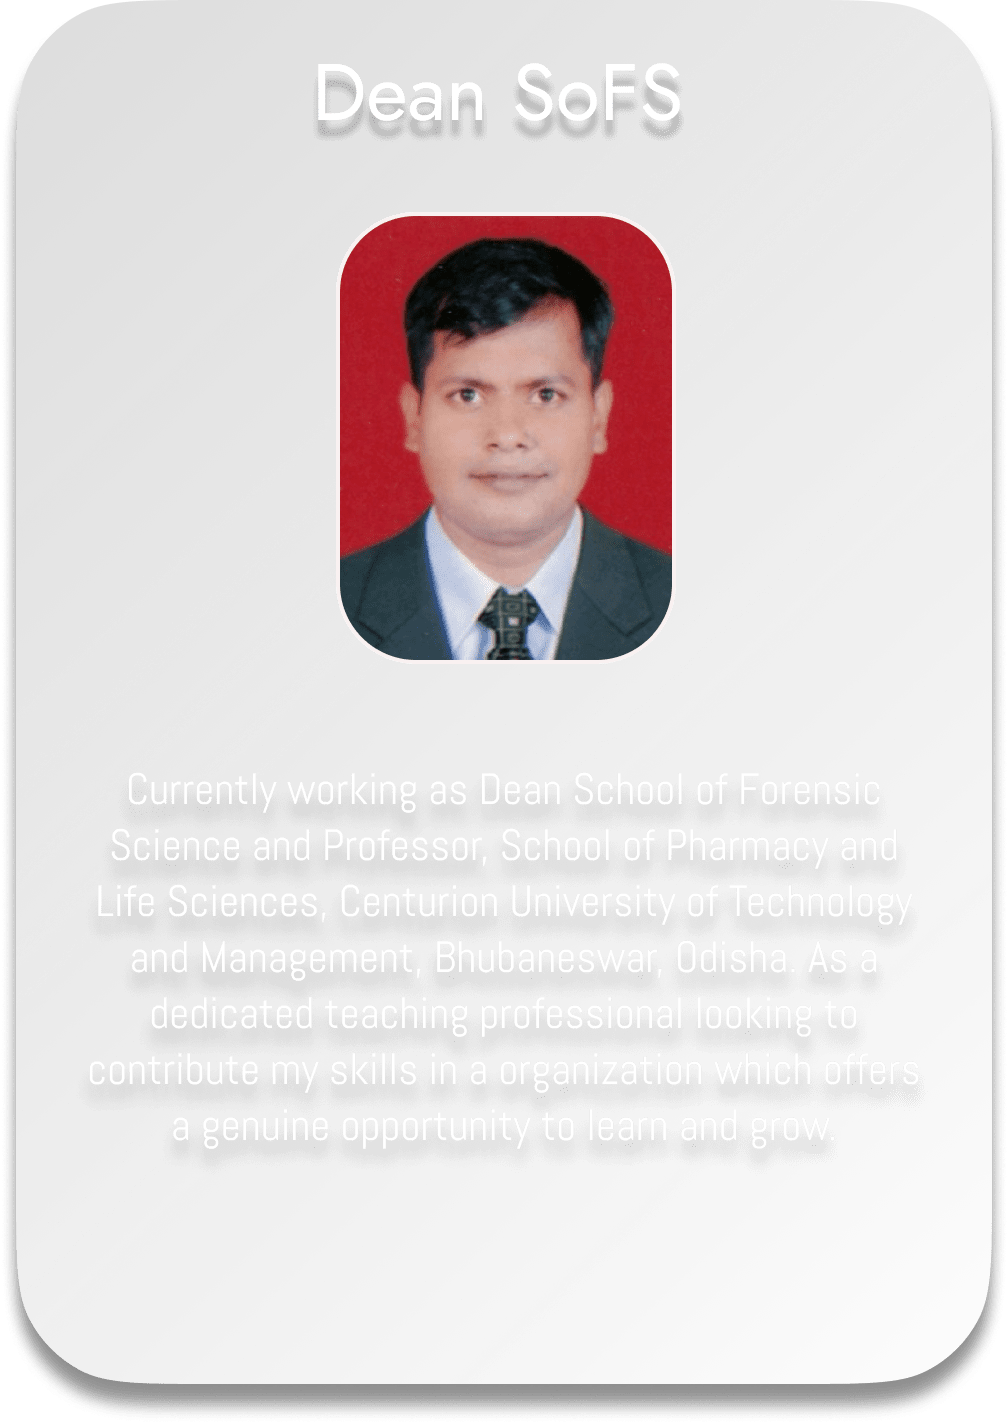 Dean SoFS
Currently working as Dean School of Forensic
Science and Professor, School of Pharmacy and
Life Sciences, Centurion University of Technology
and Management, Bhubaneswar, Odisha. As a
dedicated teaching professional looking to
contribute my skills in a organization which offers
a genuine opportunity to learn and grow.